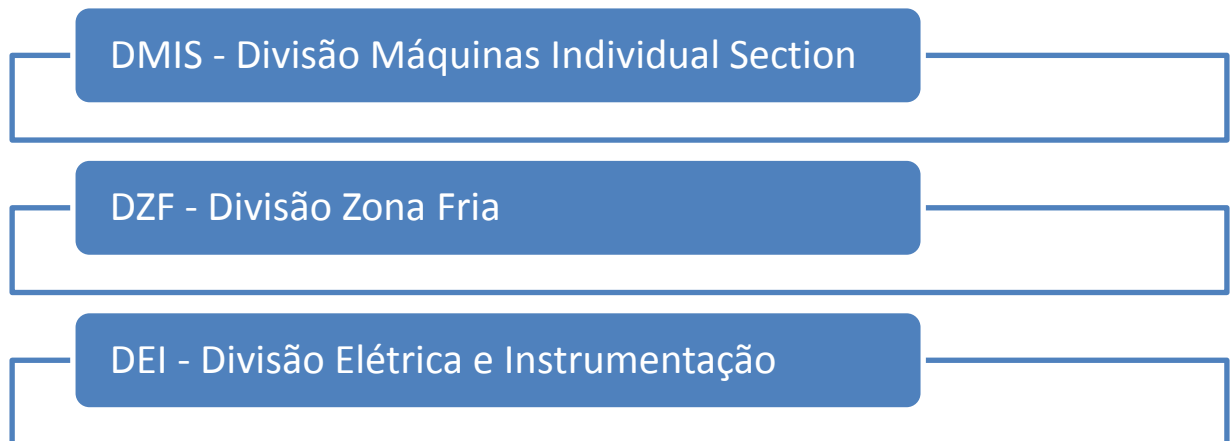 DMIS - Divisão Máquinas Individual Section
DZF - Divisão Zona Fria
DEI - Divisão Elétrica e Instrumentação